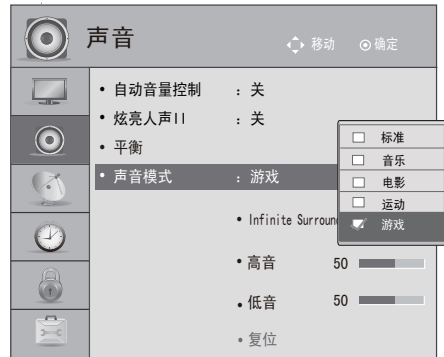 声音
移动 确定
• 自动音量控制 ：关
• 炫亮人声II ：关
• 平衡
• 声音模式 ：游戏
标准
音乐
电影
运动
游戏
• Infinite Surroun
• 高音 50
• 低音 50
• 复位